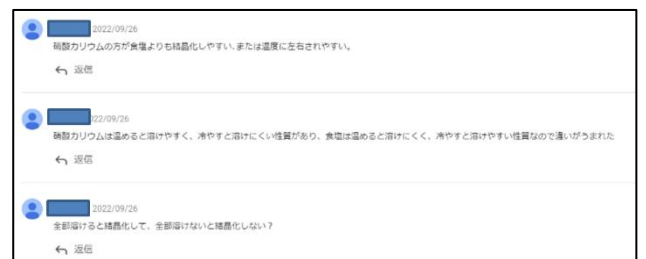 2022/09/26
硝酸カリウムの方が食塩よりも結晶化しやすい、または温度に左右されやすい。
返信
022/09/26
硝酸カリウムは温めると溶けやすく、冷やすと溶けにくい性質があり、食塩は温めると溶けにくく、冷やすと溶けやすい性質なので違いがうまれた
返信
2022/09/26
全部溶けると結晶化して、全部溶けないと結晶化しない？
返信